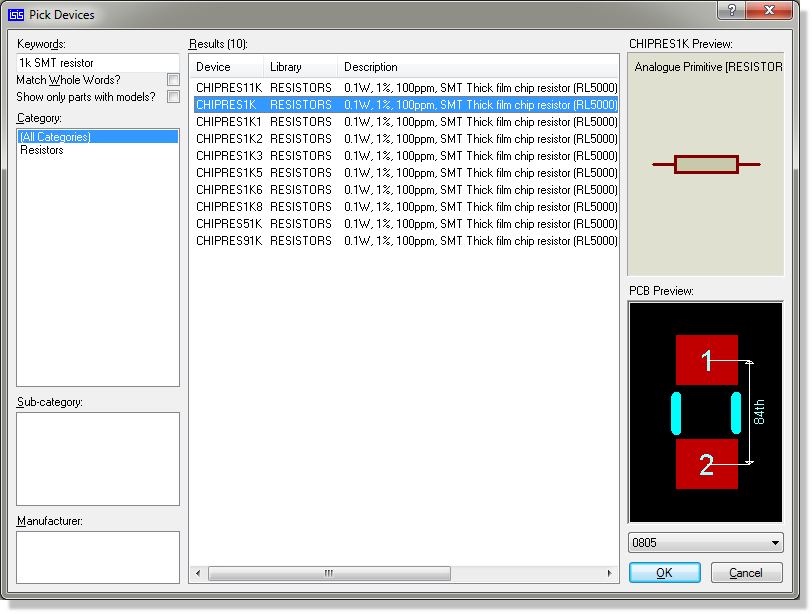 ISIS Pick Devices
Keywords:
1k SMT resistor
Match Whole Words?
Show only parts with models?
Category:
(All Categories)
Resistors
Sub-category:
Manufacturer:
Results (10):
Device Library Description
CHIPRES11K RESISTORS 0.1W, 1%, 100ppm, SMT Thick film chip resistor (RL5000)
CHIPRES1K RESISTORS 0.1W, 1%, 100ppm, SMT Thick film chip resistor (RL5000)
CHIPRES1K1 RESISTORS 0.1W, 1%, 100ppm, SMT Thick film chip resistor (RL5000)
CHIPRES1K2 RESISTORS 0.1W, 1%, 100ppm, SMT Thick film chip resistor (RL5000)
CHIPRES1K3 RESISTORS 0.1W, 1%, 100ppm, SMT Thick film chip resistor (RL5000)
CHIPRES1K5 RESISTORS 0.1W, 1%, 100ppm, SMT Thick film chip resistor (RL5000)
CHIPRES1K6 RESISTORS 0.1W, 1%, 100ppm, SMT Thick film chip resistor (RL5000)
CHIPRES1K8 RESISTORS 0.1W, 1%, 100ppm, SMT Thick film chip resistor (RL5000)
CHIPRES51K RESISTORS 0.1W, 1%, 100ppm, SMT Thick film chip resistor (RL5000)
CHIPRES91K RESISTORS 0.1W, 1%, 100ppm, SMT Thick film chip resistor (RL5000)
CHIPRES1K Preview:
Analogue Primitive [RESISTOR
PCB Preview:
1
84th
2
0805
OK Cancel